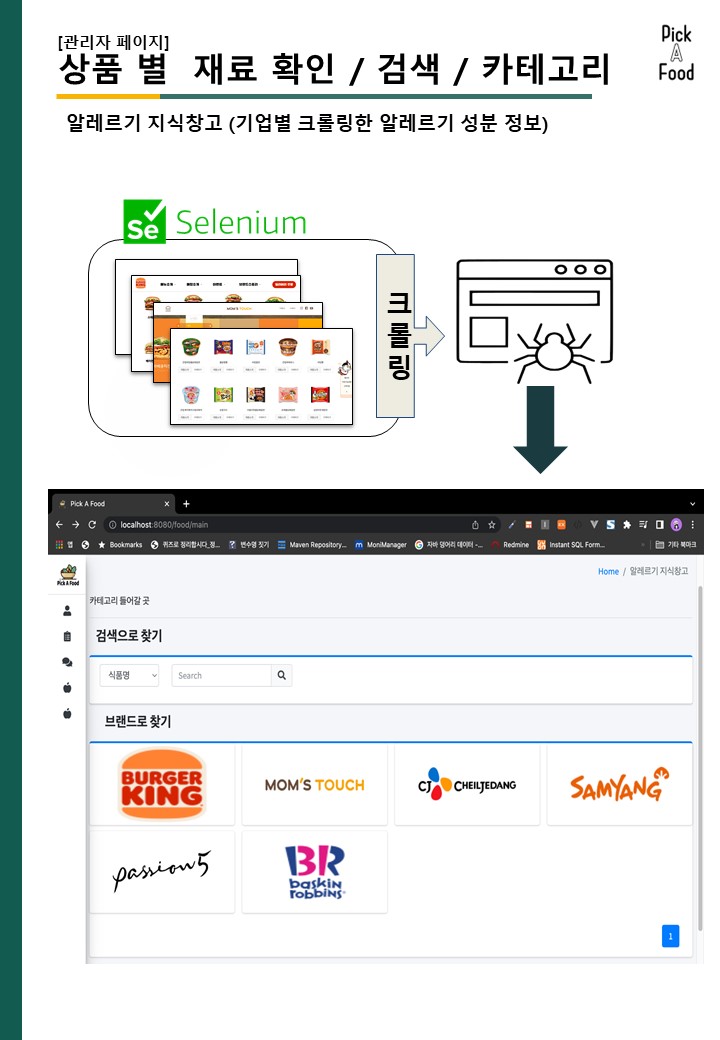 [관리자 페이지]
상품 별 재료 확인 / 검색 / 카테고리
Pick
A
Food
알레르기 지식창고 (기업별 크롤링한 알레르기 성분 정보)
Se Selenium
MOM'S TOUCH
크
롤
링
Pick A Food
localhost:8080/food/main
앱
Bookmarks
퀴즈로 정리합시다_정...
변수명 짓기
Maven Repository...
MoniManager
자바 덩어리 데이터 -...
Redmine
Instant SQL Form...
기타 북마크
Pick A Food
Home / 알레르기 지식창고
카테고리 들어갈 곳
검색으로 찾기
식품명
Search
브랜드로 찾기
BURGER
KING
MOM'S TOUCH
CJ CHEILJEDANG
SAMYANG
passion5
BR
baskin
robbins
1